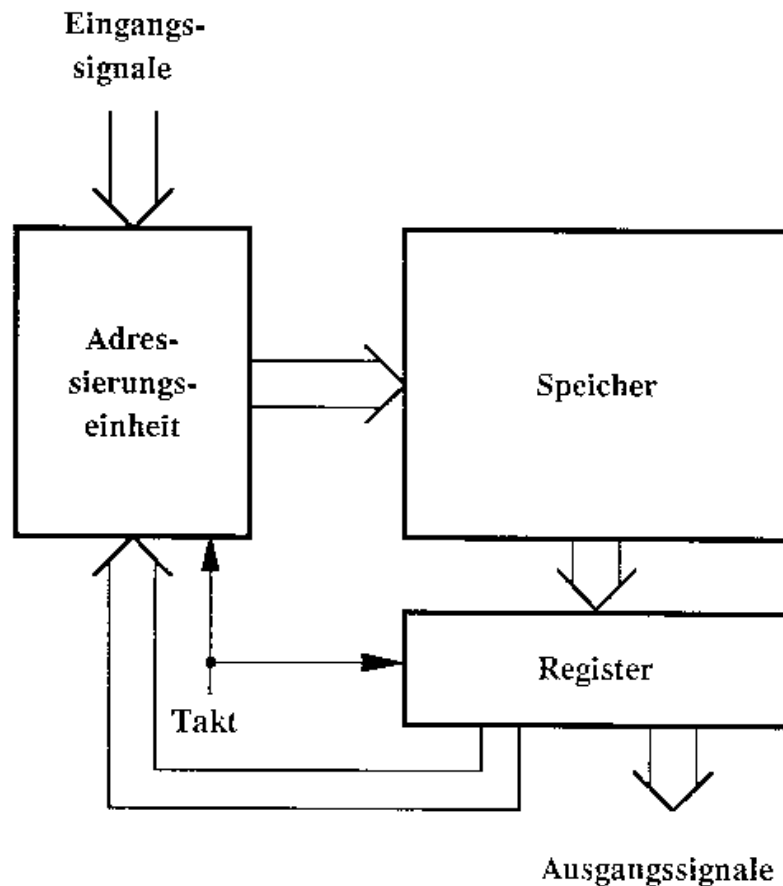 Eingangs-
signale
Adres-
sierungs-
einheit
Speicher
Register
Takt
Ausgangssignale